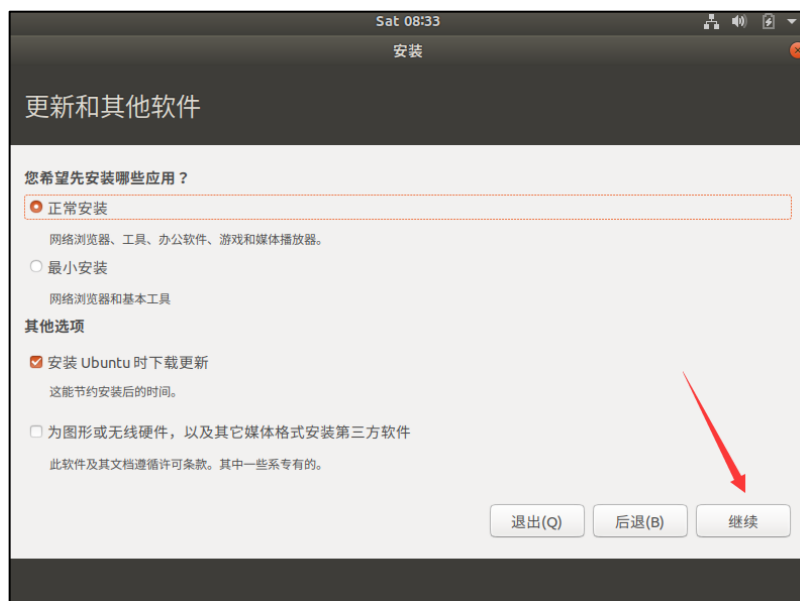 Sat 08:33
安装
更新和其他软件
您希望先安装哪些应用？
正常安装
网络浏览器、工具、办公软件、游戏和媒体播放器。
最小安装
网络浏览器和基本工具
其他选项
安装 Ubuntu 时下载更新
这能节约安装后的时间。
为图形或无线硬件，以及其它媒体格式安装第三方软件
此软件及其文档遵循许可条款。其中一些系专有的。
退出(Q) 后退(B) 继续